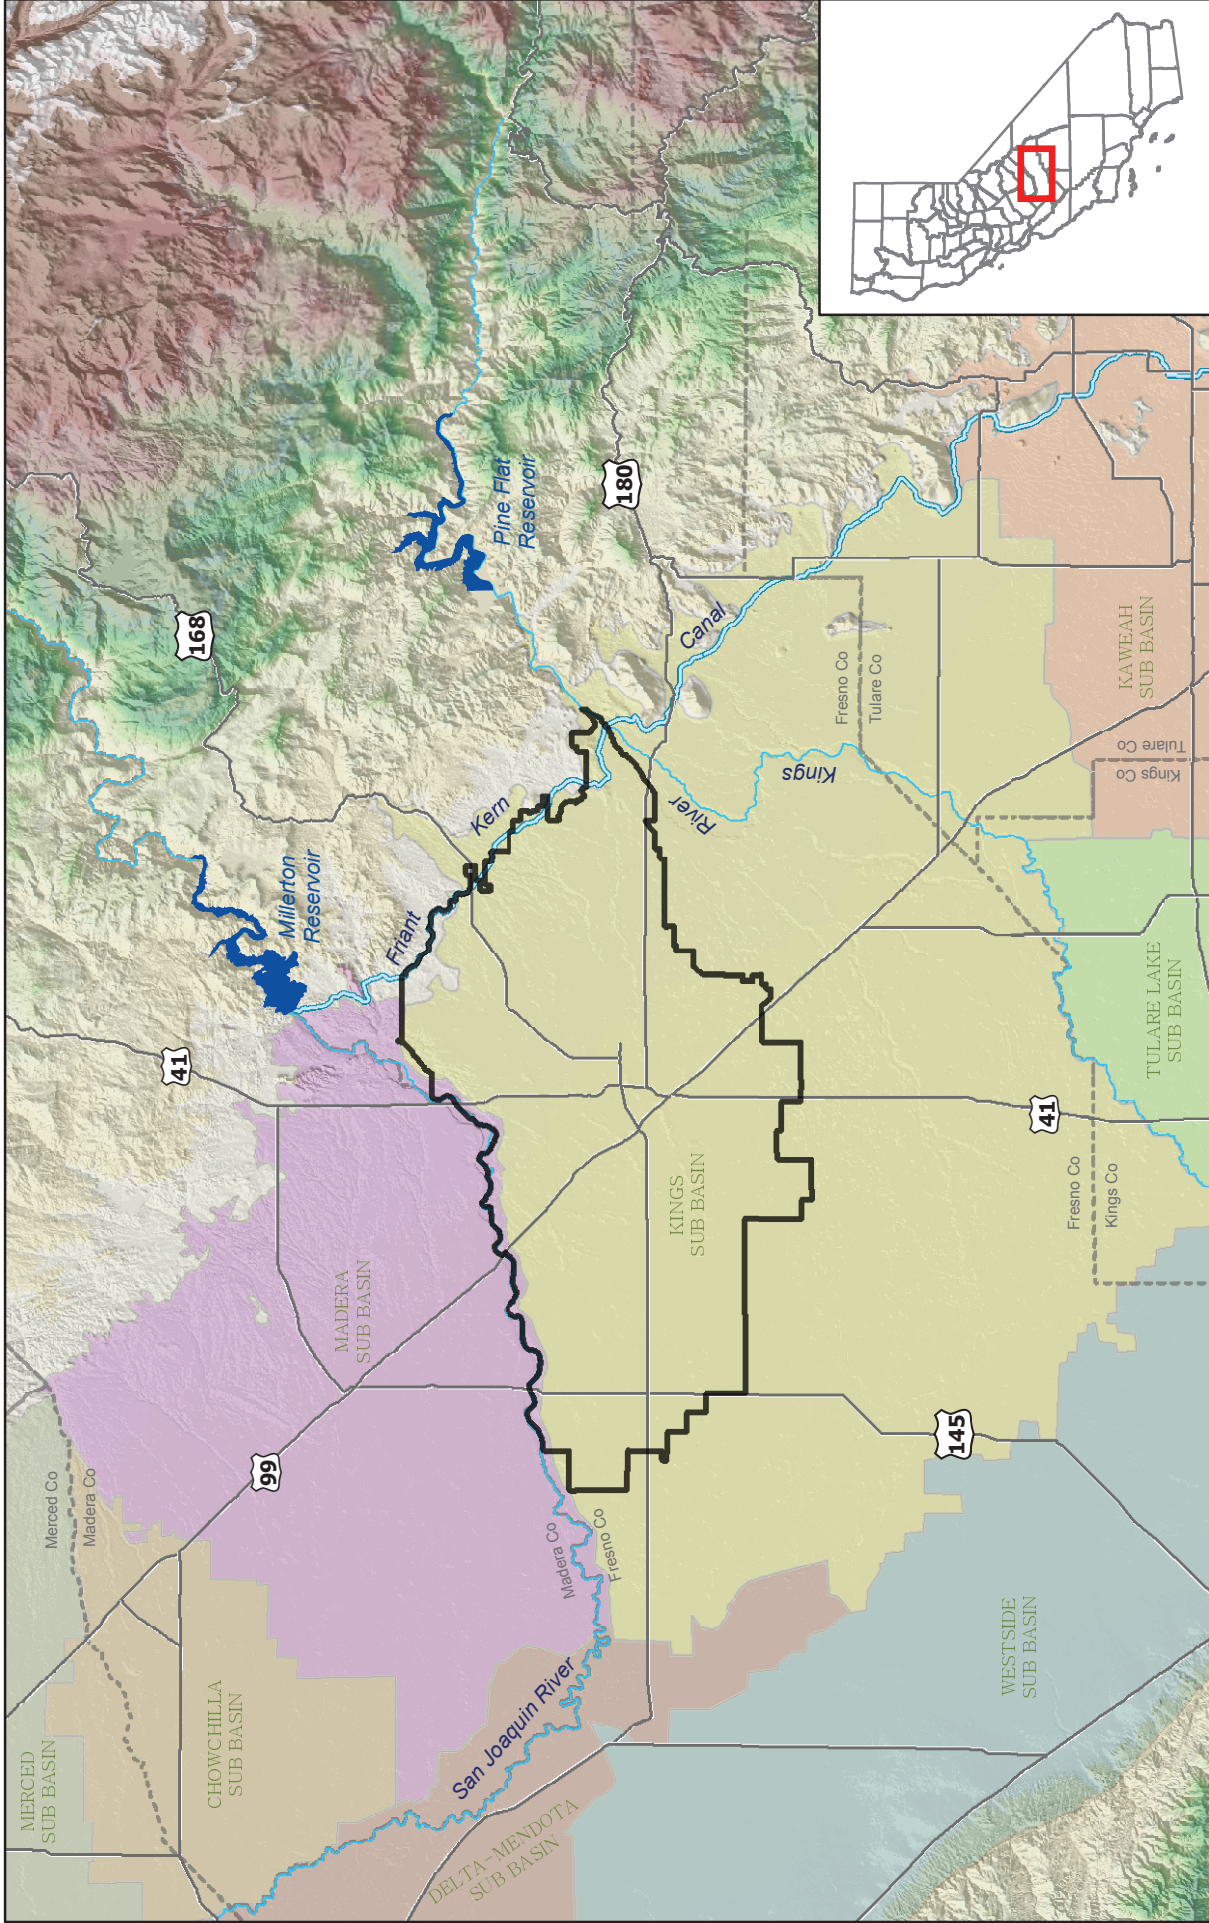 MERCED
SUB BASIN
Merced Co
Madera Co
CHOWCHILLA
SUB BASIN
99
MADERA
SUB BASIN
41
Millerton
Reservoir
168
San Joaquin River
DELTA-MENDOTA
SUB BASIN
Madera Co
Fresno Co
Friant
Kern
Canal
Pine Flat
Reservoir
180
KINGS
SUB BASIN
River
Kings
Fresno Co
Tulare Co
WESTSIDE
SUB BASIN
145
41
Fresno Co
Kings Co
TULARE LAKE
SUB BASIN
Kings Co
Tulare Co
KAWEAH
SUB BASIN